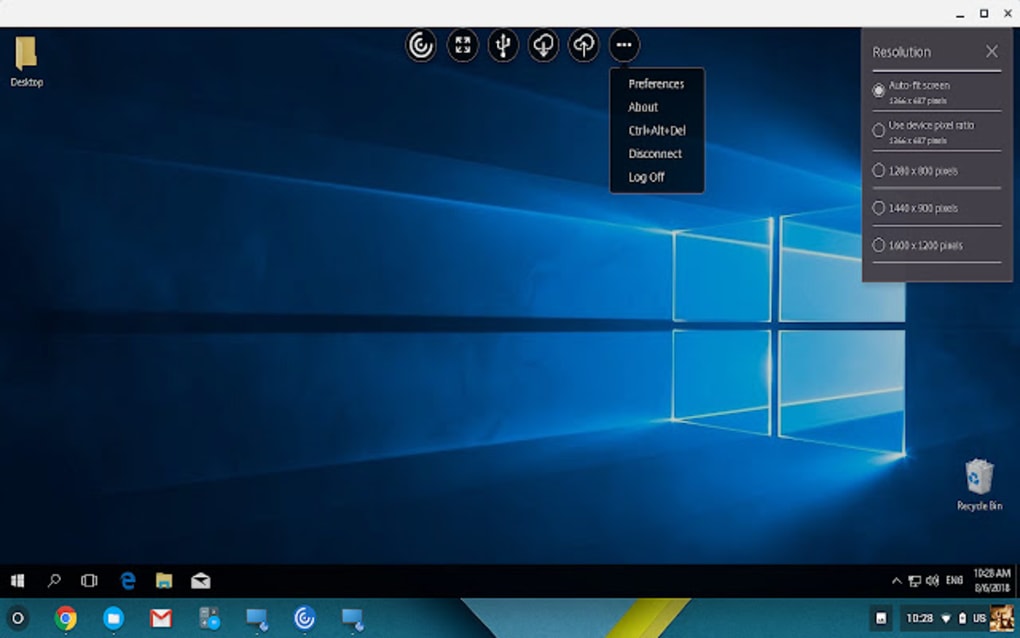 Desktop
Preferences
About
Ctrl+Alt+Del
Disconnect
Log Off
Resolution
Auto-fit screen
1366 x 687 pixels
Use device pixel ratio
1366 x 687 pixels
1280 x 800 pixels
1440 x 900 pixels
1600 x 1200 pixels
Recycle Bin
ENG
10:28 AM
8/6/2018
10:28
US